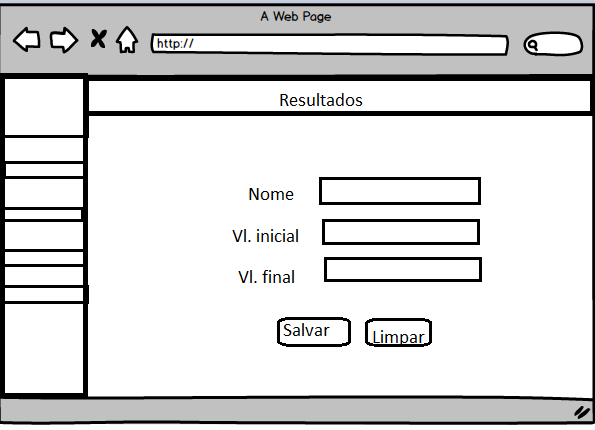 A Web Page
http://
Resultados
Nome
Vl. inicial
Vl. final
Salvar
Limpar